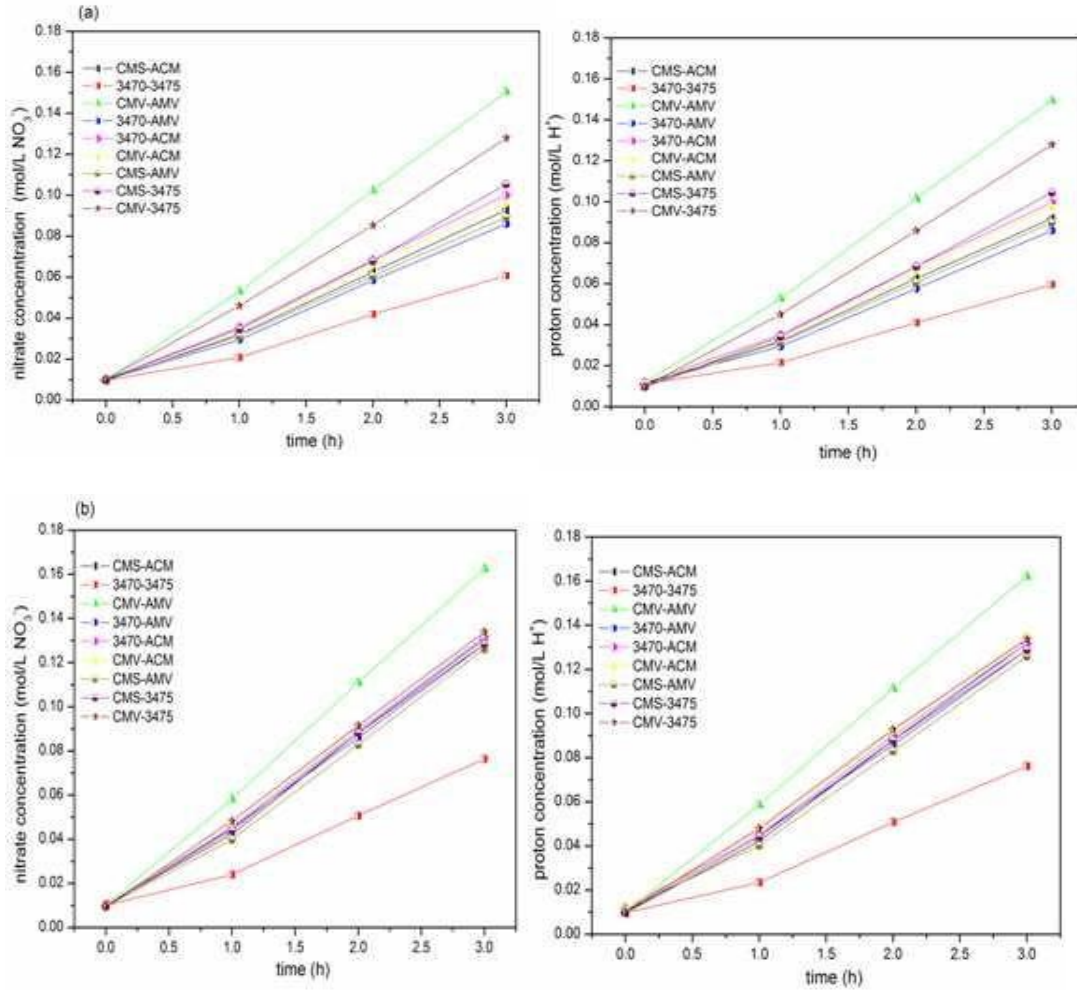 (a)
0.18
0.16
0.14
0.12
0.10
0.08
0.06
0.04
0.02
0.00
nitrate concenntration (mol/L NO3-)
CMS-ACM
3470-3475
CMV-AMV
3470-AMV
3470-ACM
CMV-ACM
CMS-AMV
CMS-3475
CMV-3475
0.0 0.5 1.0 1.5 2.0 2.5 3.0
time (h)
0.18
0.16
0.14
0.12
0.10
0.08
0.06
0.04
0.02
0.00
proton concentration (mol/L H+)
CMS-ACM
3470-3475
CMV-AMV
3470-AMV
3470-ACM
CMV-ACM
CMS-AMV
CMS-3475
CMV-3475
0.0 0.5 1.0 1.5 2.0 2.5 3.0
time (h)
(b)
0.18
0.16
0.14
0.12
0.10
0.08
0.06
0.04
0.02
0.00
nitrate concentration (mol/L NO3-)
CMS-ACM
3470-3475
CMV-AMV
3470-AMV
3470-ACM
CMV-ACM
CMS-AMV
CMS-3475
CMV-3475
0.0 0.5 1.0 1.5 2.0 2.5 3.0
time (h)
0.18
0.16
0.14
0.12
0.10
0.08
0.06
0.04
0.02
0.00
proton concentration (mol/L H+)
CMS-ACM
3470-3475
CMV-AMV
3470-AMV
3470-ACM
CMV-ACM
CMS-AMV
CMS-3475
CMV-3475
0.0 0.5 1.0 1.5 2.0 2.5 3.0
time (h)